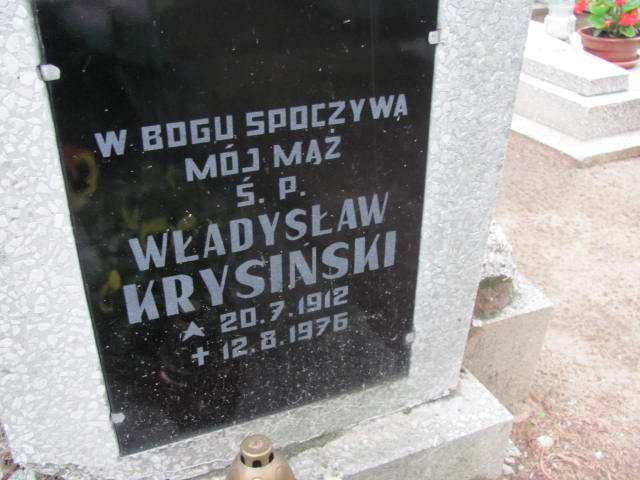 W BOGU SPOCZYWA
MÓJ MĄŻ
Ś. P.
WŁADYSŁAW
KRYSIŃSKI
20.7.1912
✝ 12.8.1976